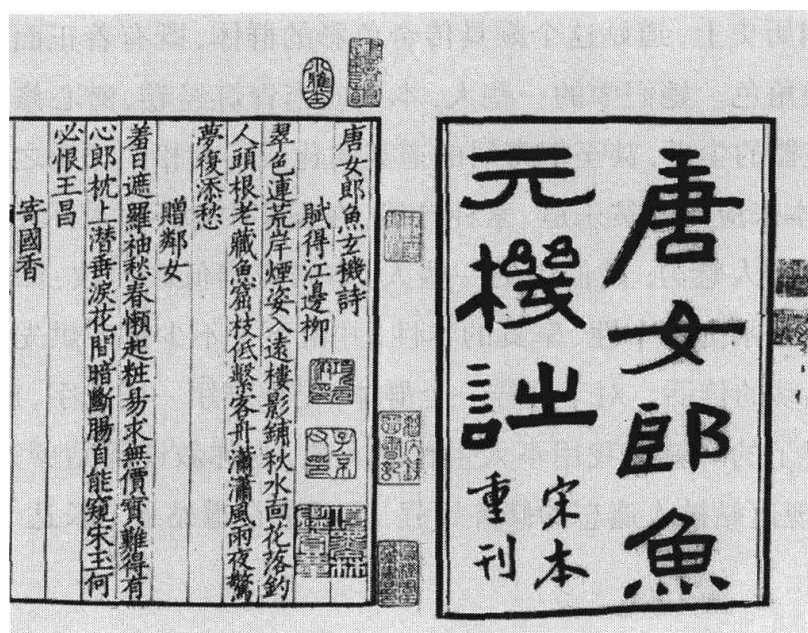 唐女郎魚
元機詩
宋本
重刊
唐女郎魚玄機詩
賦得江邊柳
翠色連荒岸煙姿入遠樓影鋪秋水面花落釣
人頭根老藏魚窟枝低繫客舟瀟瀟風雨夜驚
夢復添愁
贈鄰女
羞日遮羅袖愁春懶起粧易求無價寶難得有
心郎枕上潜垂淚花間暗斷腸自能窺宋玉何
必恨王昌
寄國香